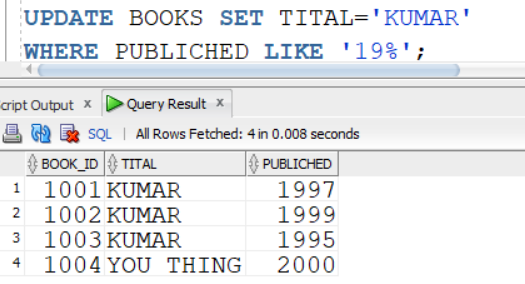 UPDATE BOOKS SET TITAL='KUMAR'
WHERE PUBLICHED LIKE '19%';
Script Output x Query Result x
SQL | All Rows Fetched: 4 in 0.008 seconds
BOOK_ID TITAL PUBLICHED
1 1001 KUMAR 1997
2 1002 KUMAR 1999
3 1003 KUMAR 1995
4 1004 YOU THING 2000